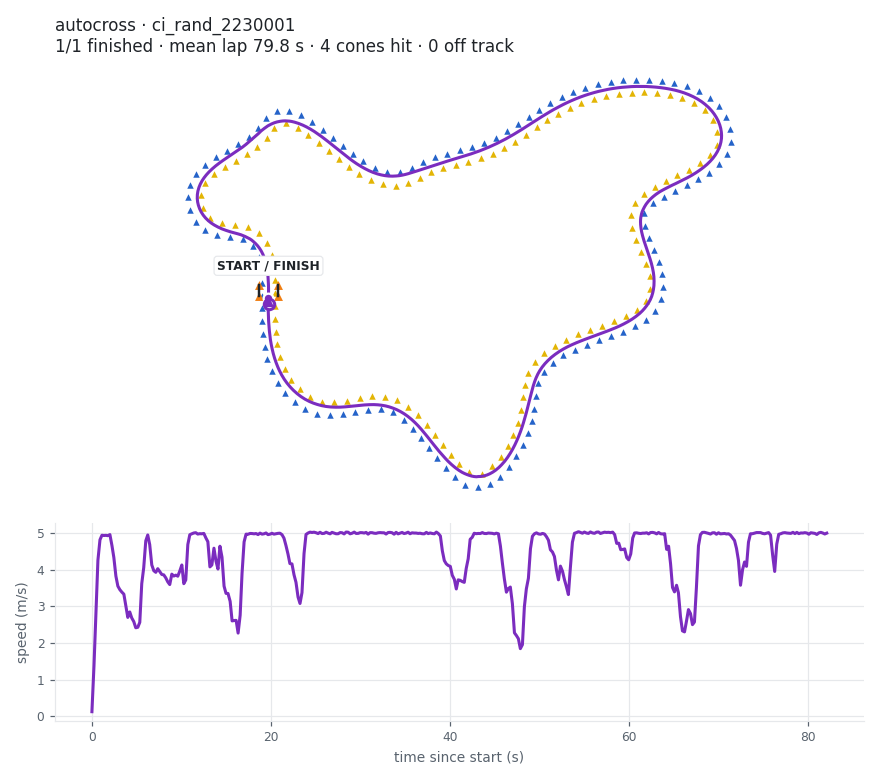 autocross · ci_rand_2230001
1/1 finished · mean lap 79.8 s · 4 cones hit · 0 off track
START / FINISH
5
4
3
2
1
0
speed (m/s)
0 20 40 60 80
time since start (s)